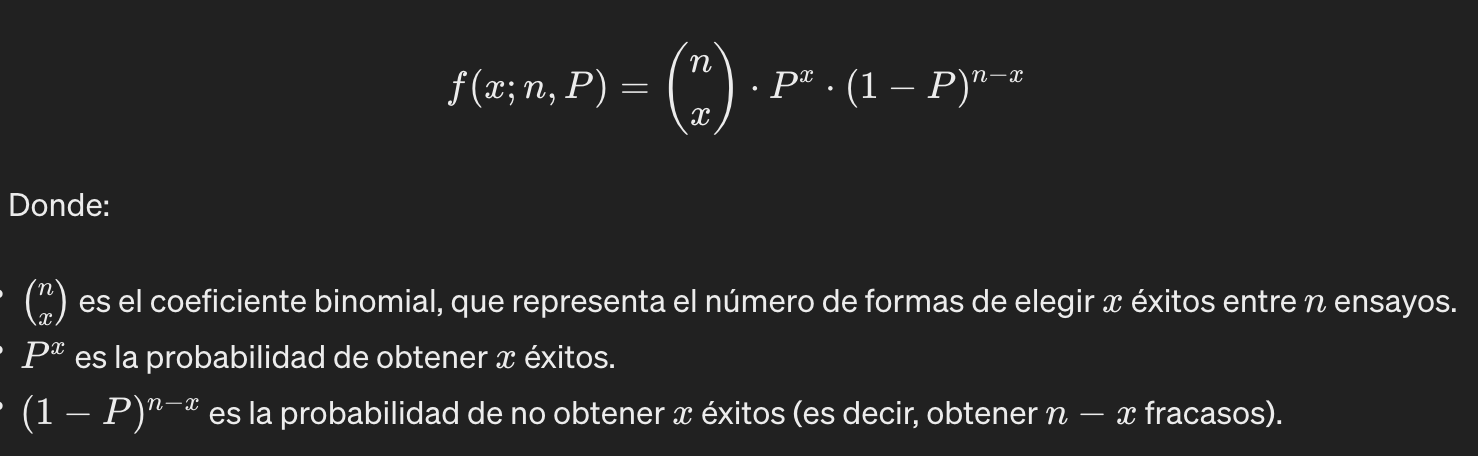 f(x; n, P) = (n x) · P^x · (1 − P)^{n−x}
Donde:
• (n x) es el coeficiente binomial, que representa el número de formas de elegir x éxitos entre n ensayos.
• P^x es la probabilidad de obtener x éxitos.
• (1 − P)^{n−x} es la probabilidad de no obtener x éxitos (es decir, obtener n − x fracasos).